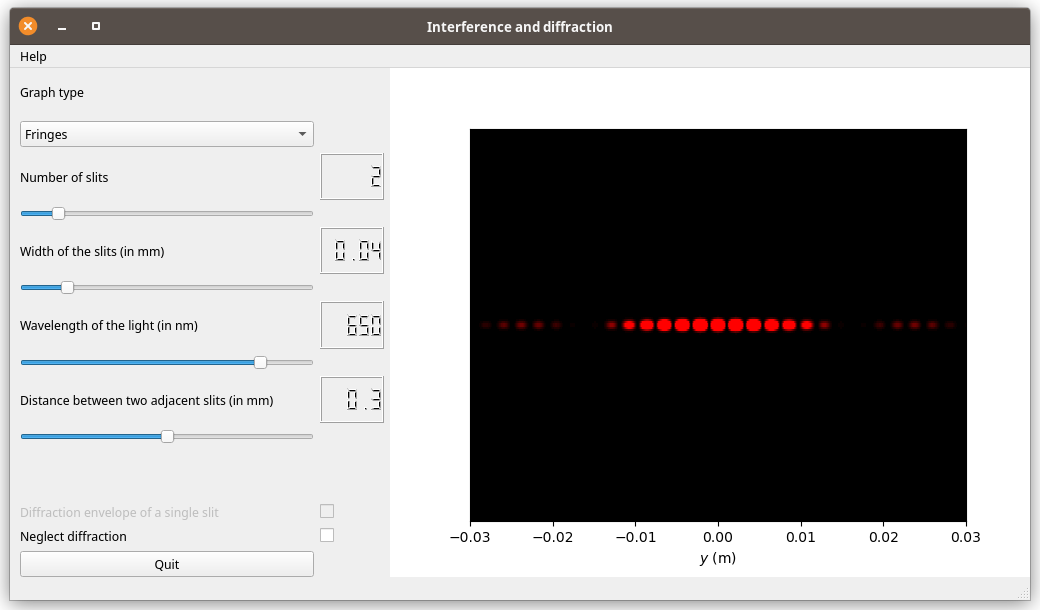 Interference and diffraction
Help
Graph type
Fringes
Number of slits
2
Width of the slits (in mm)
0.04
Wavelength of the light (in nm)
650
Distance between two adjacent slits (in mm)
0.3
Diffraction envelope of a single slit
Neglect diffraction
Quit
−0.03 −0.02 −0.01 0.00 0.01 0.02 0.03
y (m)